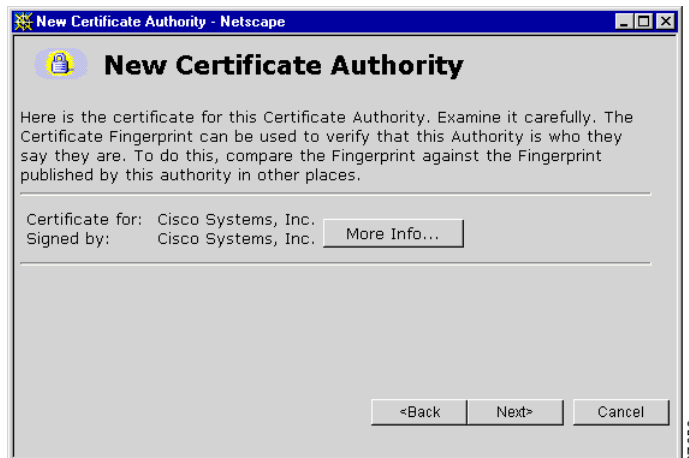 New Certificate Authority - Netscape
New Certificate Authority
Here is the certificate for this Certificate Authority. Examine it carefully. The
Certificate Fingerprint can be used to verify that this Authority is who they
say they are. To do this, compare the Fingerprint against the Fingerprint
published by this authority in other places.
Certificate for: Cisco Systems, Inc.
Signed by: Cisco Systems, Inc.
More Info...
<Back
Next>
Cancel